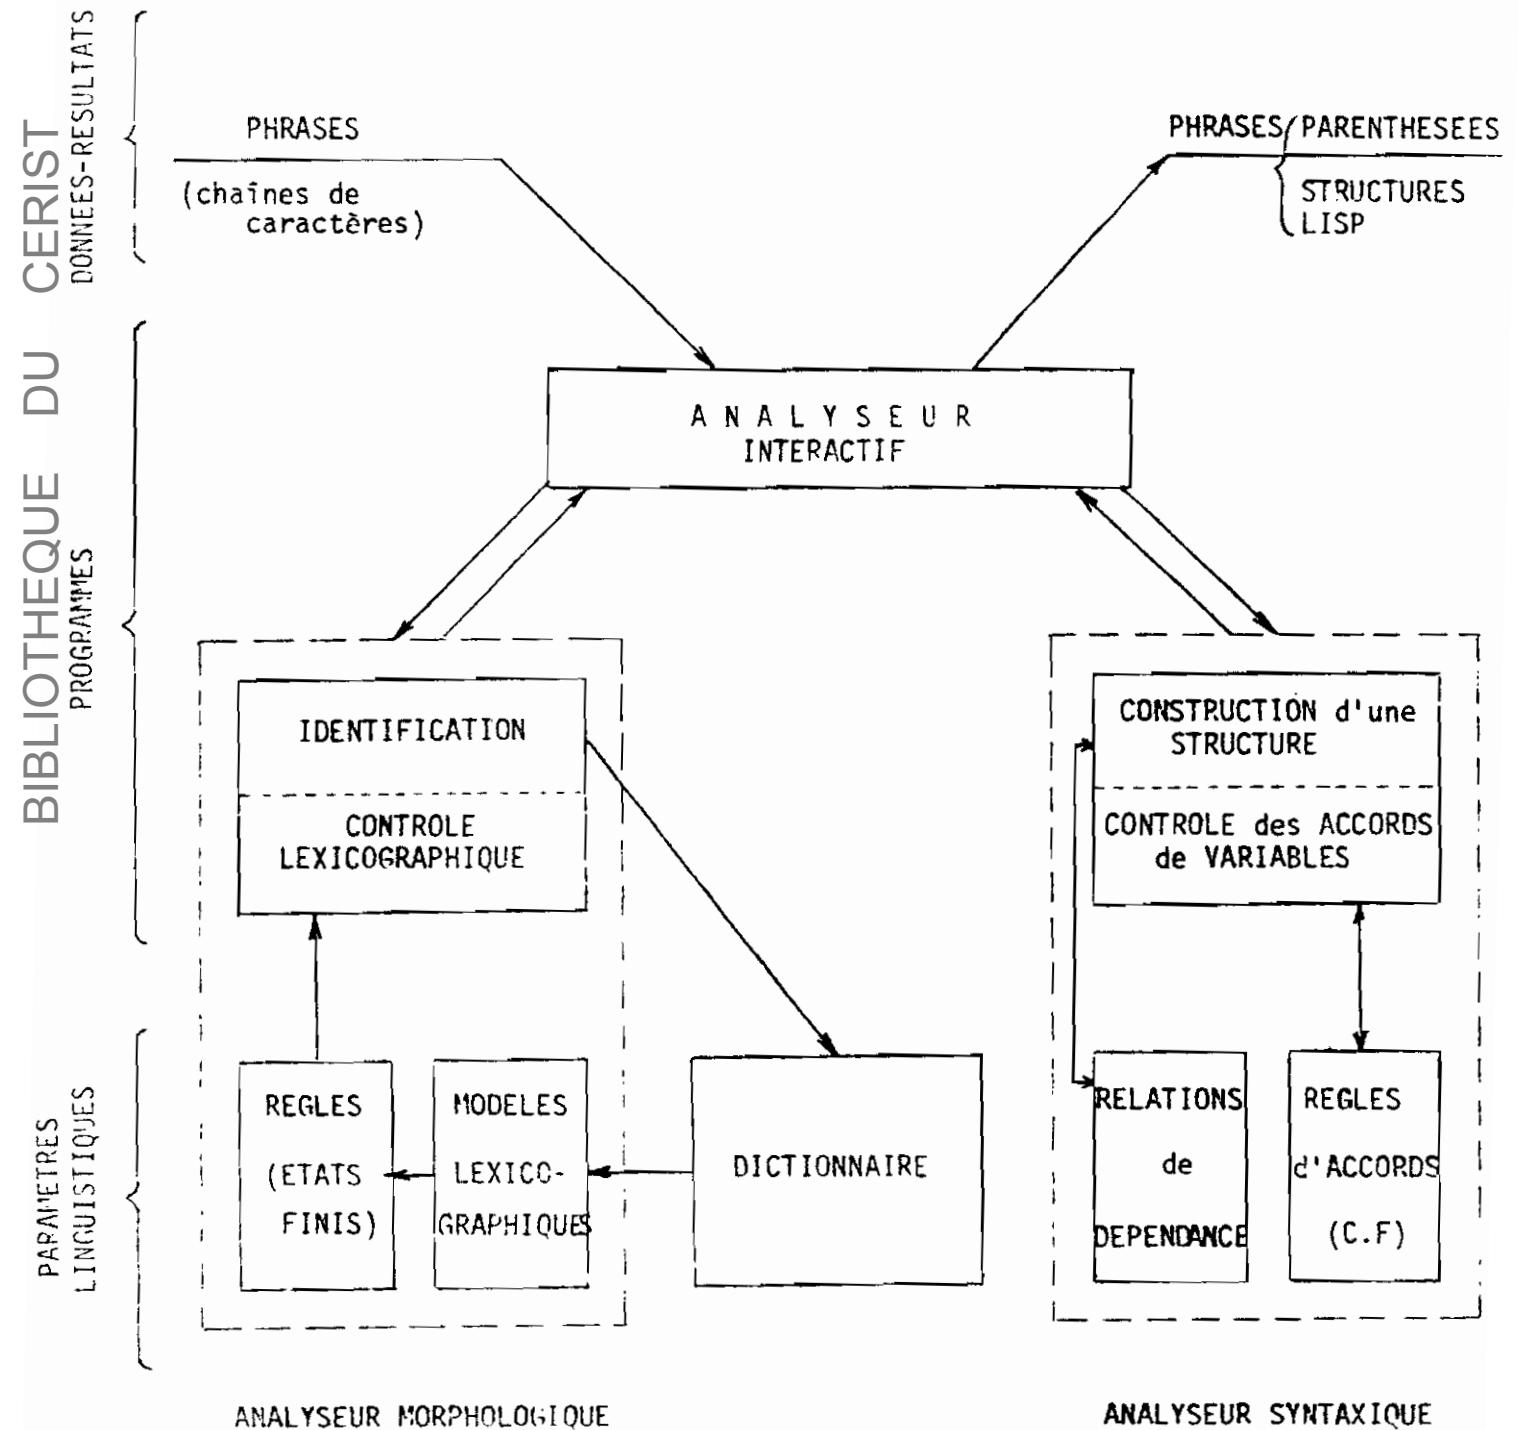 BIBLIOTHEQUE DU CERIST
DONNEES-RESULTATS
PHRASES
(chaînes de
caractères)
PHRASES
PARENTHESEES
STRUCTURES
LISP
PROGRAMMES
A N A L Y S E U R
INTERACTIF
IDENTIFICATION
CONTROLE
LEXICOGRAPHIQUE
CONSTRUCTION d'une
STRUCTURE
CONTROLE des ACCORDS
de VARIABLES
PARAMETRES
LINGUISTIQUES
REGLES
(ETATS
FINIS)
MODELES
LEXICO-
GRAPHIQUES
DICTIONNAIRE
RELATIONS
de
DEPENDANCE
REGLES
d'ACCORDS
(C.F)
ANALYSEUR MORPHOLOGIQUE
ANALYSEUR SYNTAXIQUE